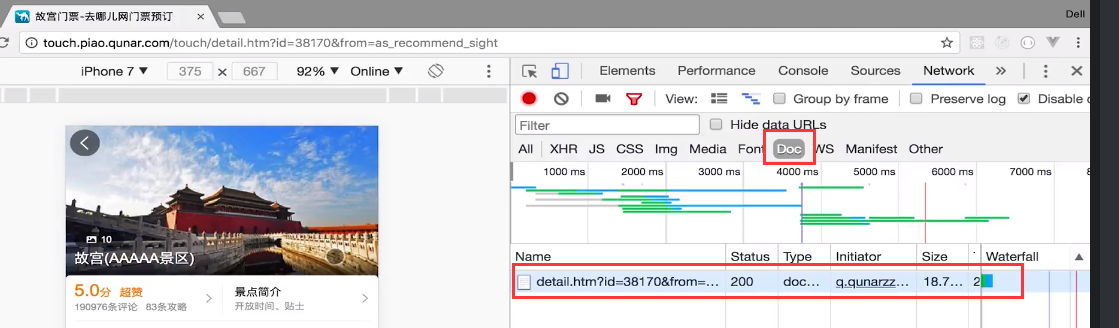 故宫门票-去哪儿网门票预订 × Dell
touch.piao.qunar.com/touch/detail.htm?id=38170&from=as_recommend_sight
iPhone 7 ▼ 375 × 667 92% ▼ Online ▼
Elements Performance Console Sources Network »
View: Group by frame Preserve log Disable c
Filter Hide data URLs
All XHR JS CSS Img Media Font Doc WS Manifest Other
1000 ms 2000 ms 3000 ms 4000 ms 5000 ms 6000 ms 7000 ms 8
10
故宫(AAAAA景区)
Name Status Type Initiator Size Waterfall
detail.htm?id=38170&from=... 200 doc... q.qunarzz... 18.7... 2
5.0分 超赞
190976条评论 83条攻略
景点简介
开放时间、贴士